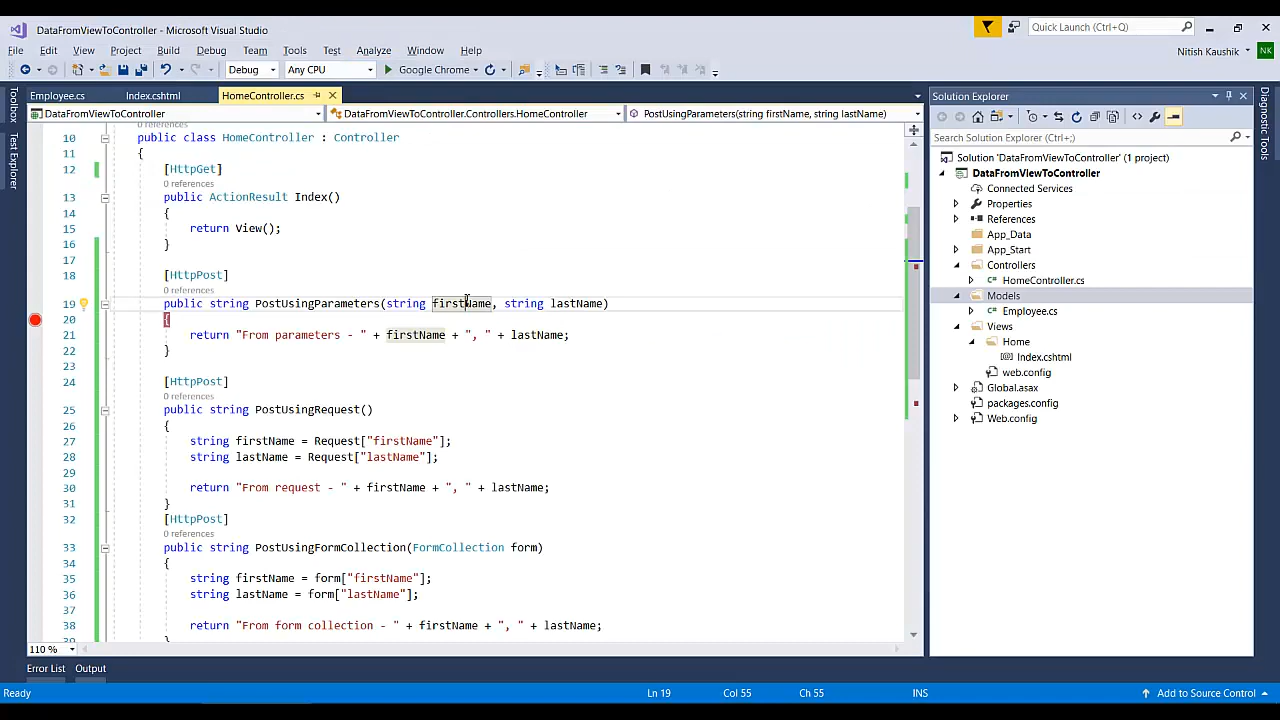 DataFromViewToController - Microsoft Visual Studio
Quick Launch (Ctrl+Q)
File Edit View Project Build Debug Team Tools Test Analyze Window Help
Nitish Kaushik NK
Debug Any CPU Google Chrome
Employee.cs Index.cshtml HomeController.cs
DataFromViewToController DataFromViewToController.Controllers.HomeController PostUsingParameters(string firstName, string lastName)
Toolbox
Test Explorer
0 references
10 public class HomeController : Controller
11 {
12 [HttpGet]
0 references
13 public ActionResult Index()
14 {
15 return View();
16 }
17
18 [HttpPost]
0 references
19 public string PostUsingParameters(string firstName, string lastName)
20 {
21 return "From parameters - " + firstName + ", " + lastName;
22 }
23
24 [HttpPost]
0 references
25 public string PostUsingRequest()
26 {
27 string firstName = Request["firstName"];
28 string lastName = Request["lastName"];
29
30 return "From request - " + firstName + ", " + lastName;
31 }
32 [HttpPost]
0 references
33 public string PostUsingFormCollection(FormCollection form)
34 {
35 string firstName = form["firstName"];
36 string lastName = form["lastName"];
37
38 return "From form collection - " + firstName + ", " + lastName;
39 }
110 %
Solution Explorer
Search Solution Explorer (Ctrl+;)
Solution 'DataFromViewToController' (1 project)
DataFromViewToController
Connected Services
Properties
References
App_Data
App_Start
Controllers
HomeController.cs
Models
Employee.cs
Views
Home
Index.cshtml
web.config
Global.asax
packages.config
Web.config
Diagnostic Tools
Error List Output
Ready Ln 19 Col 55 Ch 55 INS Add to Source Control